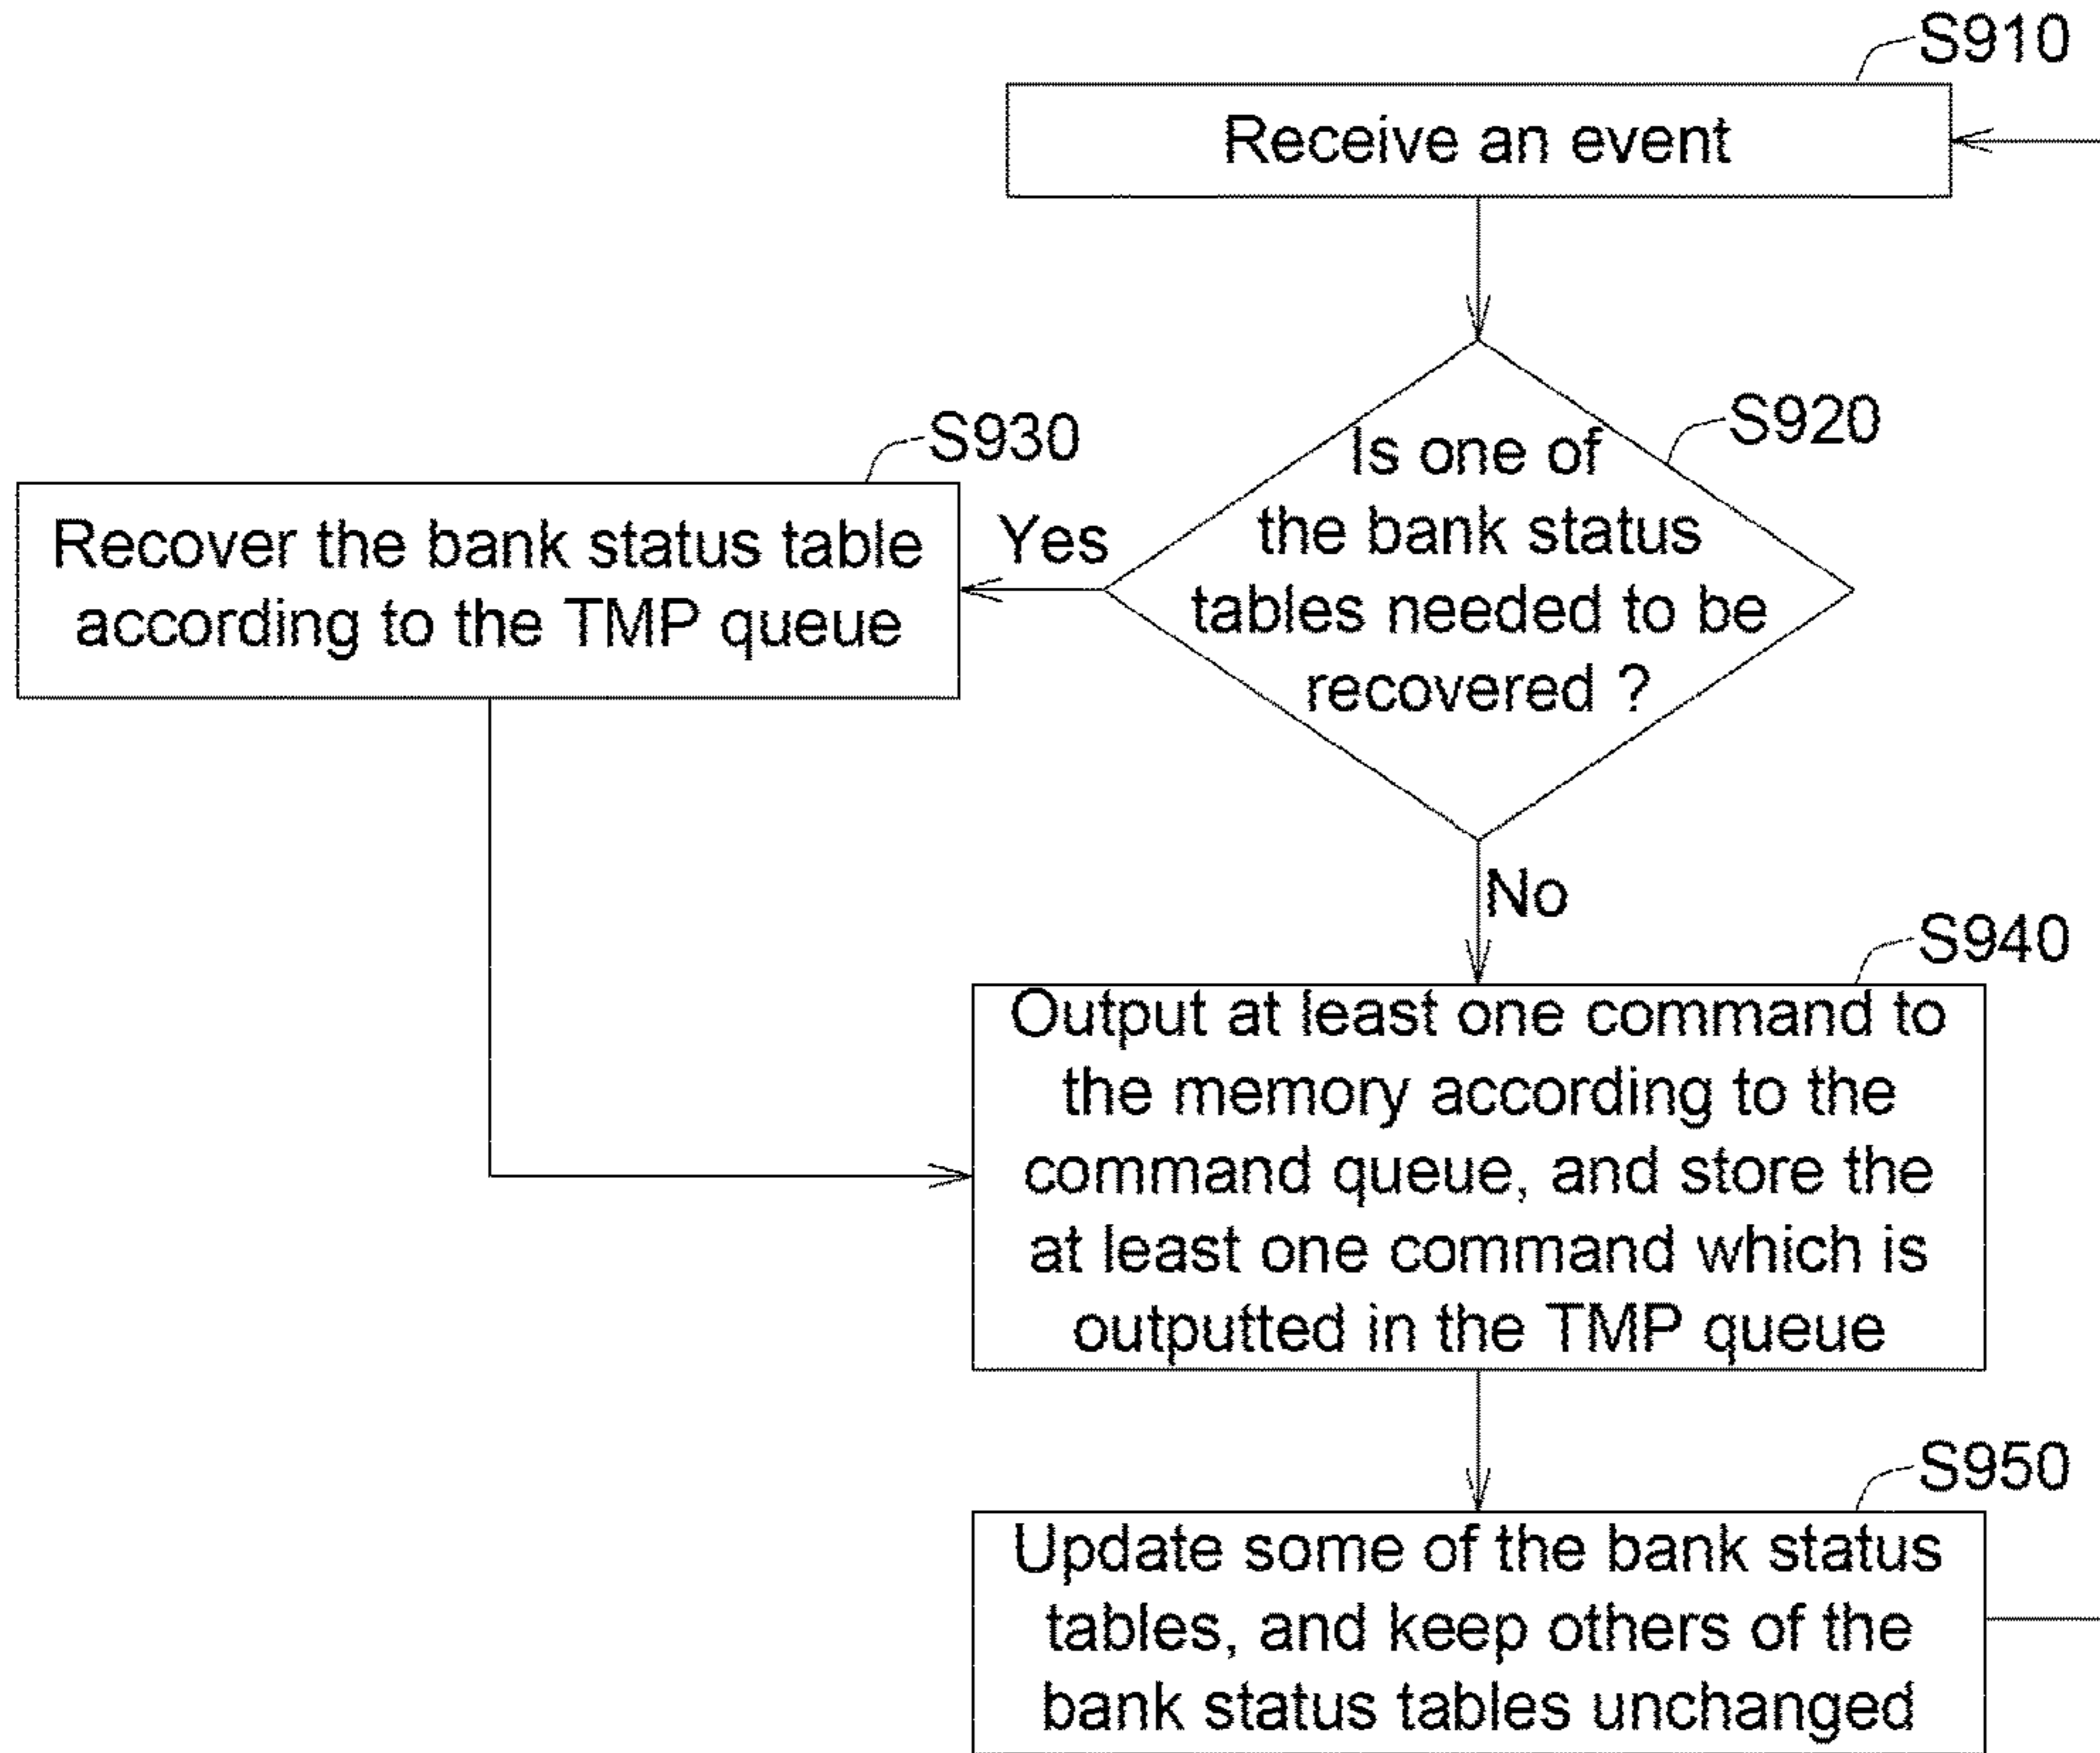 S910
Receive an event
S920
Is one of
the bank status
tables needed to be
recovered ?
Yes
S930
Recover the bank status table
according to the TMP queue
No
S940
Output at least one command to
the memory according to the
command queue, and store the
at least one command which is
outputted in the TMP queue
S950
Update some of the bank status
tables, and keep others of the
bank status tables unchanged